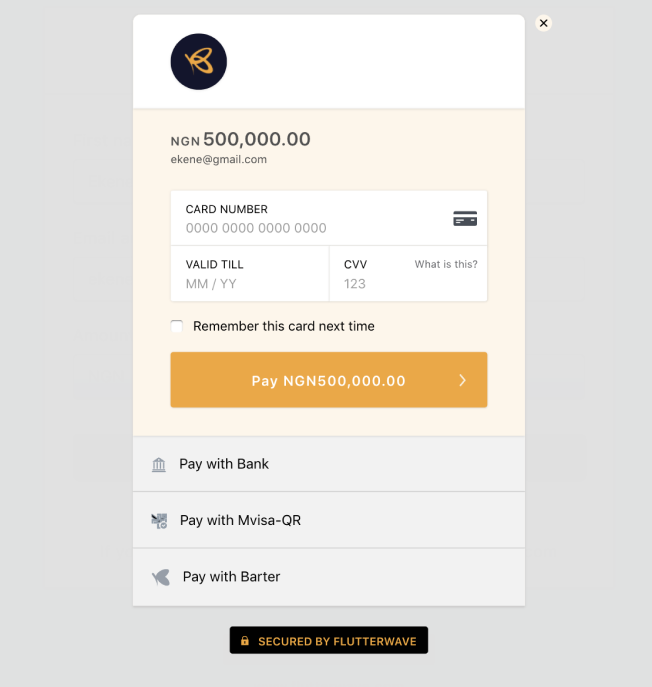 NGN 500,000.00
ekene@gmail.com
CARD NUMBER
0000 0000 0000 0000
VALID TILL
MM / YY
CVV What is this?
123
Remember this card next time
Pay NGN500,000.00
Pay with Bank
Pay with Mvisa-QR
Pay with Barter
SECURED BY FLUTTERWAVE